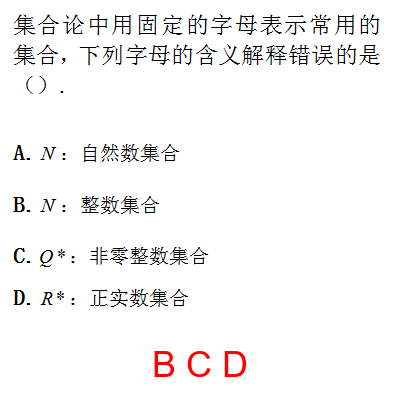 集合论中用固定的字母表示常用的
集合，下列字母的含义解释错误的是
（）.
A. N： 自然数集合
B. N： 整数集合
C. Q*： 非零整数集合
D. R*： 正实数集合
B C D